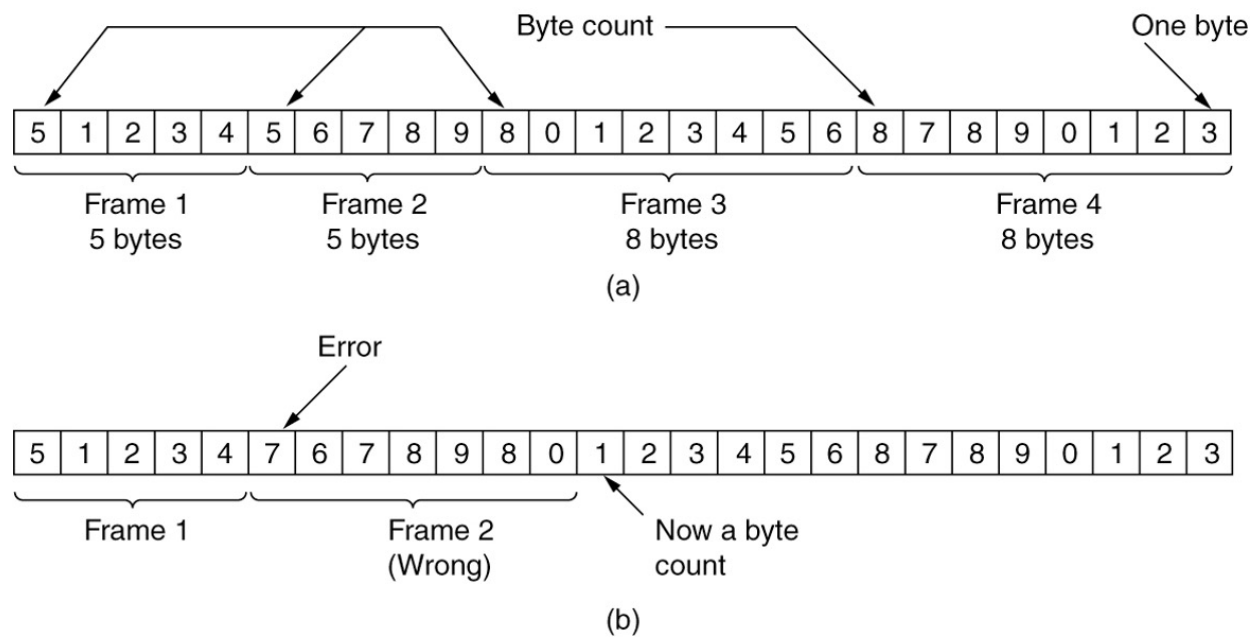 Byte count One byte
5 1 2 3 4 5 6 7 8 9 8 0 1 2 3 4 5 6 8 7 8 9 0 1 2 3
Frame 1 Frame 2 Frame 3 Frame 4
5 bytes 5 bytes 8 bytes 8 bytes
(a)
Error
5 1 2 3 4 7 6 7 8 9 8 0 1 2 3 4 5 6 8 7 8 9 0 1 2 3
Frame 1 Frame 2 Now a byte
(Wrong) count
(b)